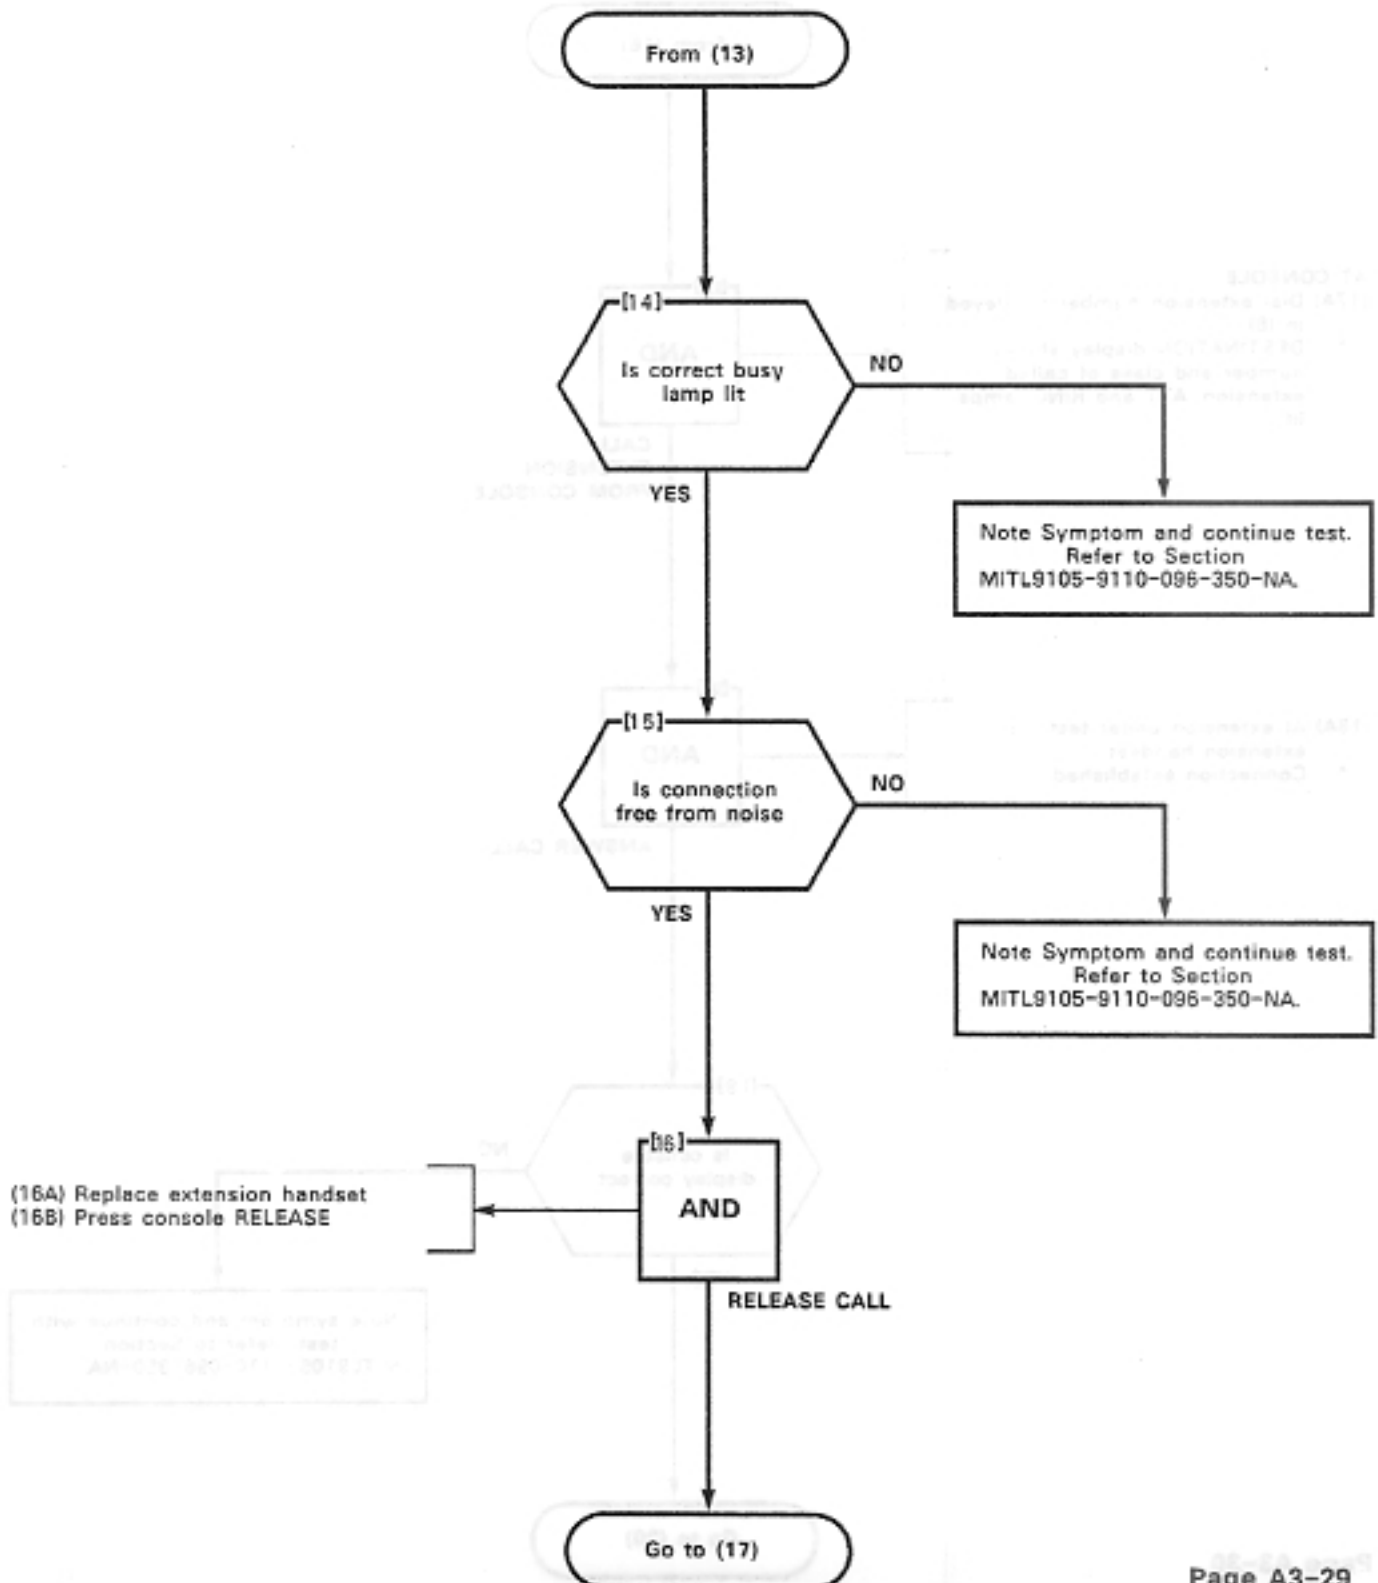 From (13)
[14]
Is correct busy
lamp lit
NO
YES
Note Symptom and continue test.
Refer to Section
MITL9105-9110-096-350-NA.
[15]
Is connection
free from noise
NO
YES
Note Symptom and continue test.
Refer to Section
MITL9105-9110-096-350-NA.
[16]
AND
(16A) Replace extension handset
(16B) Press console RELEASE
RELEASE CALL
Go to (17)
Page A3-29